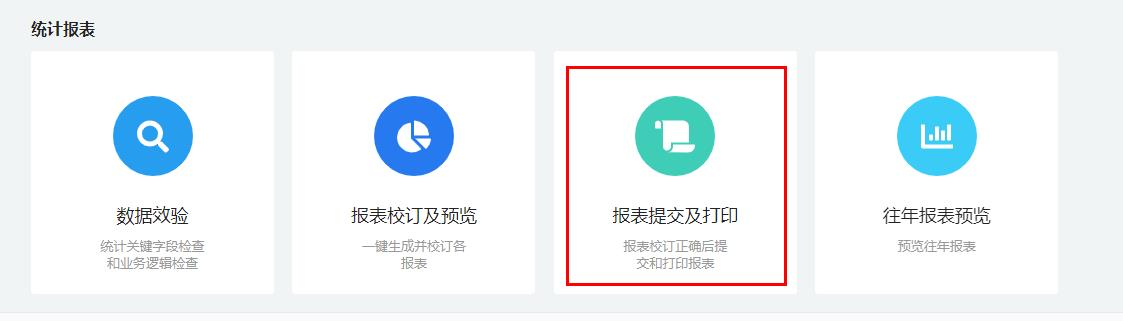 统计报表
数据效验
统计关键字段检查
和业务逻辑检查
报表校订及预览
一键生成并校订各
报表
报表提交及打印
报表校订正确后提
交和打印报表
往年报表预览
预览往年报表